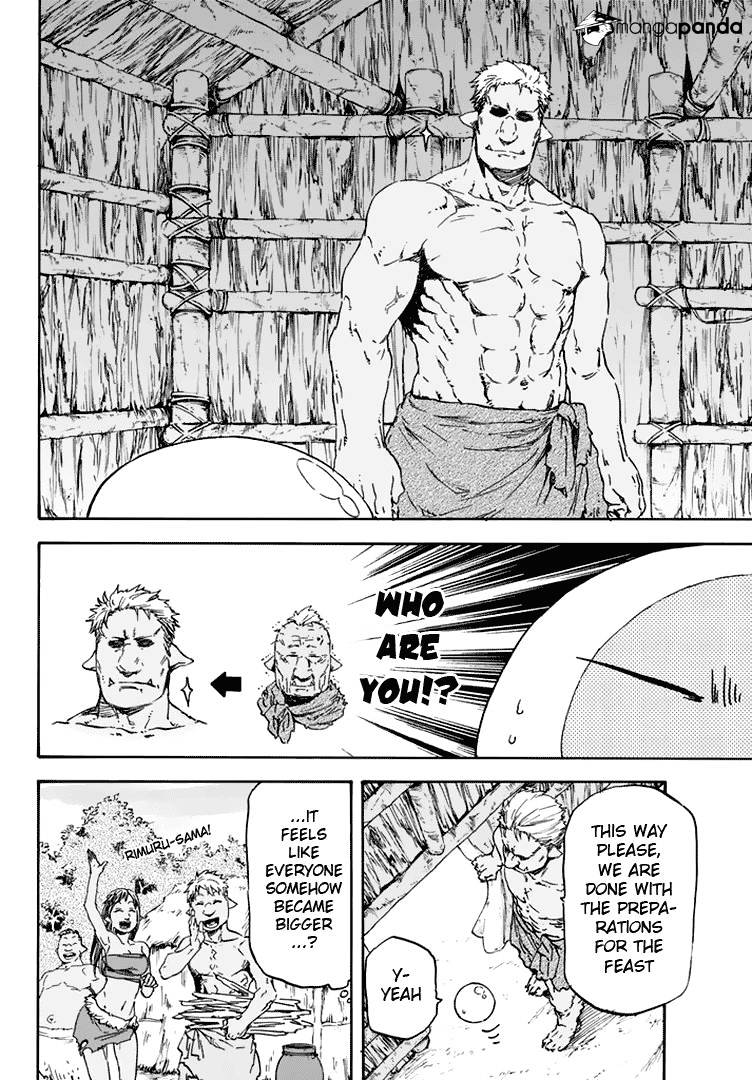 mangapanda
WHO
ARE
YOU!?
THIS WAY
PLEASE,
WE ARE
DONE WITH
THE PREPA-
RATIONS
FOR THE
FEAST
Y-
YEAH
...IT
FEELS
LIKE
EVERYONE
SOMEHOW
BECAME
BIGGER
...?
RIMURU-SAMA!